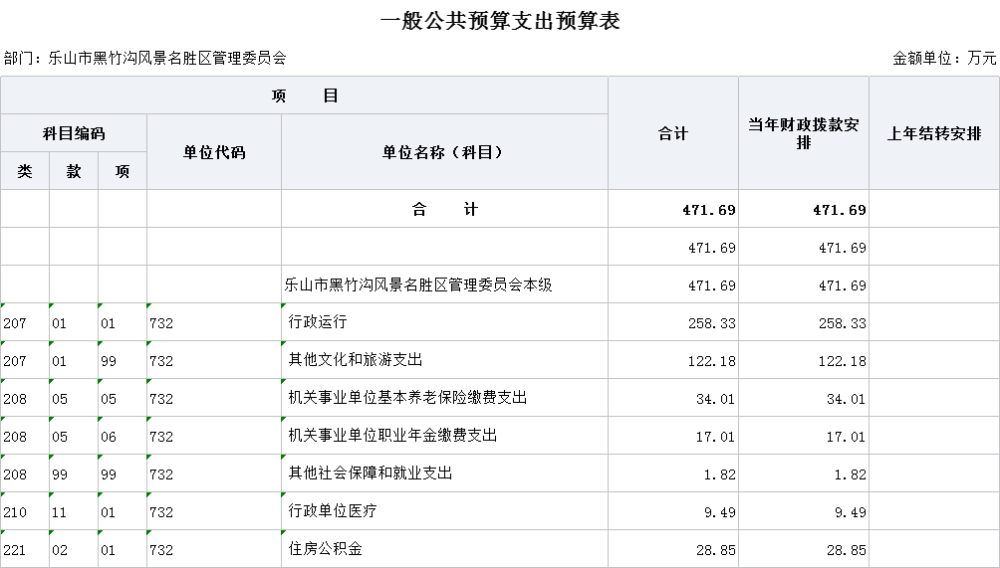 一般公共预算支出预算表
部门：乐山市黑竹沟风景名胜区管理委员会 金额单位：万元
项 目 合计 当年财政拨款安排 上年结转安排
科目编码 单位代码 单位名称（科目）
类 款 项
合 计 471.69 471.69
471.69 471.69
乐山市黑竹沟风景名胜区管理委员会本级 471.69 471.69
207 01 01 732 行政运行 258.33 258.33
207 01 99 732 其他文化和旅游支出 122.18 122.18
208 05 05 732 机关事业单位基本养老保险缴费支出 34.01 34.01
208 05 06 732 机关事业单位职业年金缴费支出 17.01 17.01
208 99 99 732 其他社会保障和就业支出 1.82 1.82
210 11 01 732 行政单位医疗 9.49 9.49
221 02 01 732 住房公积金 28.85 28.85